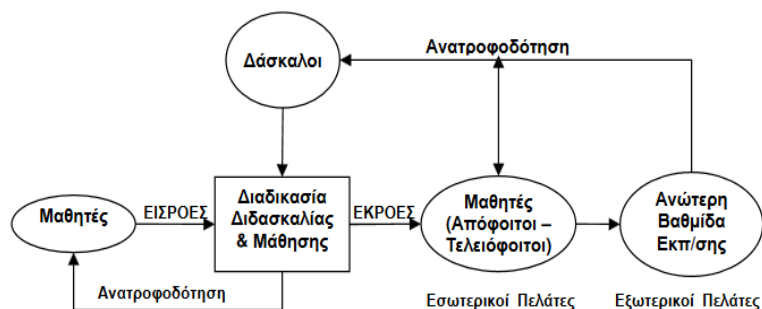 Ανατροφοδότηση
Δάσκαλοι
Μαθητές
ΕΙΣΡΟΕΣ
Διαδικασία
Διδασκαλίας
& Μάθησης
ΕΚΡΟΕΣ
Μαθητές
(Απόφοιτοι –
Τελειόφοιτοι)
Ανώτερη
Βαθμίδα
Εκπ/σης
Ανατροφοδότηση
Εσωτερικοί Πελάτες
Εξωτερικοί Πελάτες